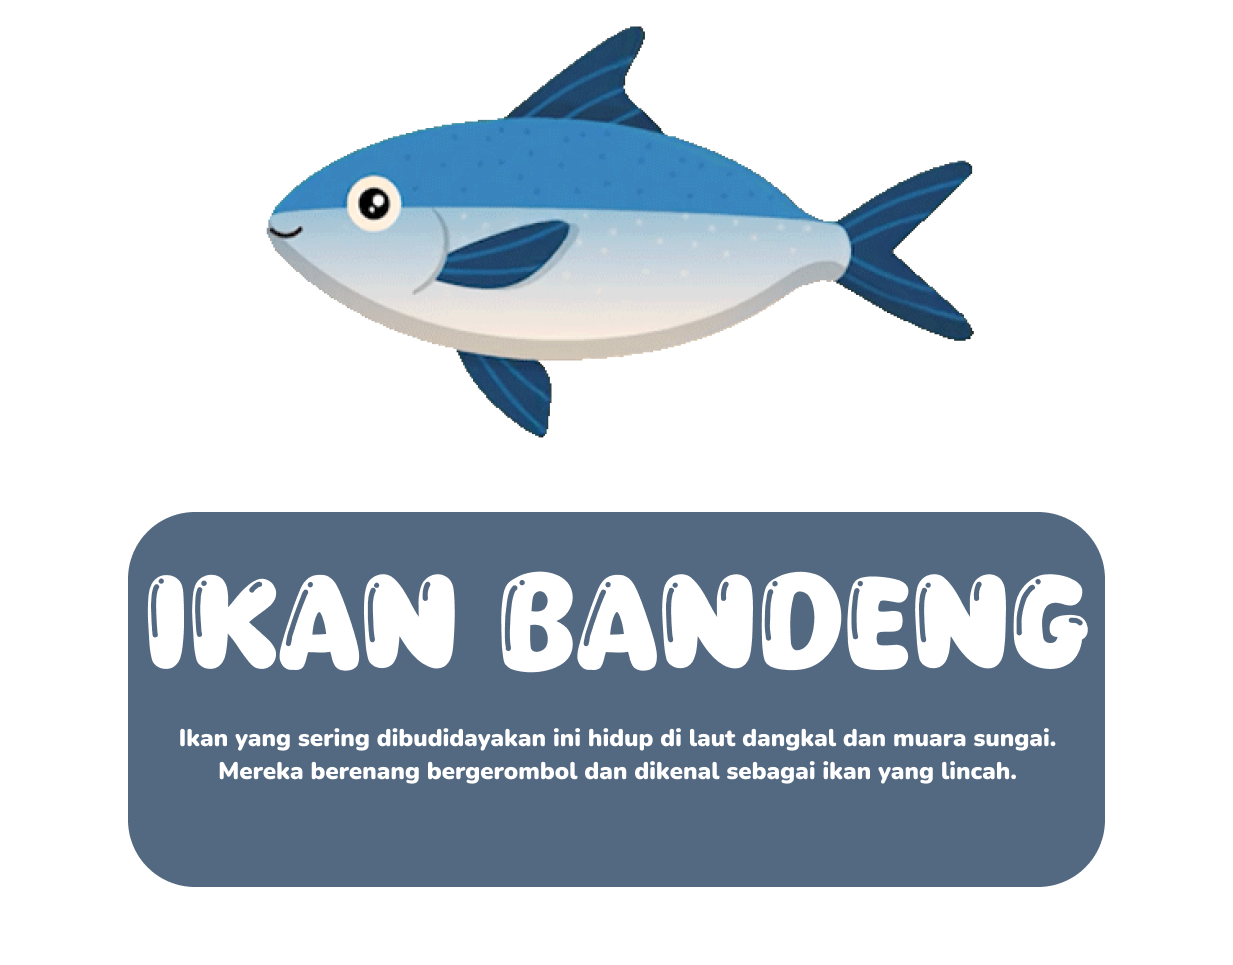 IKAN BANDENG
Ikan yang sering dibudidayakan ini hidup di laut dangkal dan muara sungai.
Mereka berenang bergerombol dan dikenal sebagai ikan yang lincah.